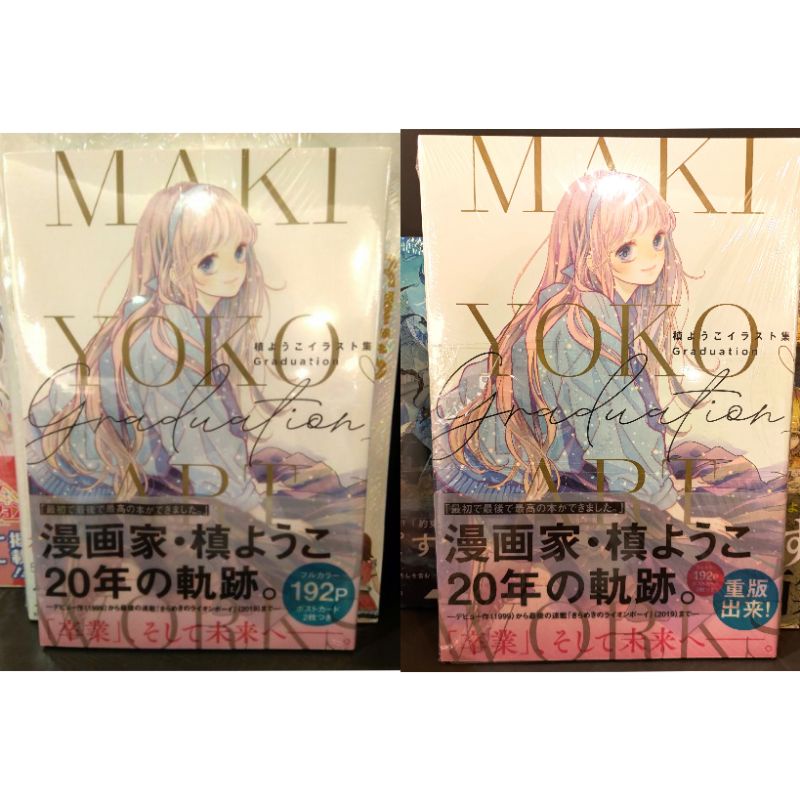 MAKI
YOKO
槙ようこイラスト集
Graduation
Graduation
ART
「最初で最後で最高の本ができました。」
漫画家・槙ようこ
20年の軌跡。
フルカラー
192P
ポストカード
2枚つき
―デビュー作(1999)から最後の連載「きらめきのライオンボーイ」(2019)まで―
「卒業」そして未来へ――。
WORKS
MAKI
YOKO
槙ようこイラスト集
Graduation
Graduation
ART
「最初で最後で最高の本ができました。」
漫画家・槙ようこ
20年の軌跡。
192P
重版
出来!
―デビュー作(1999)から最後の連載「きらめきのライオンボーイ」(2019)まで―
「卒業」そして未来へ――。
WORK